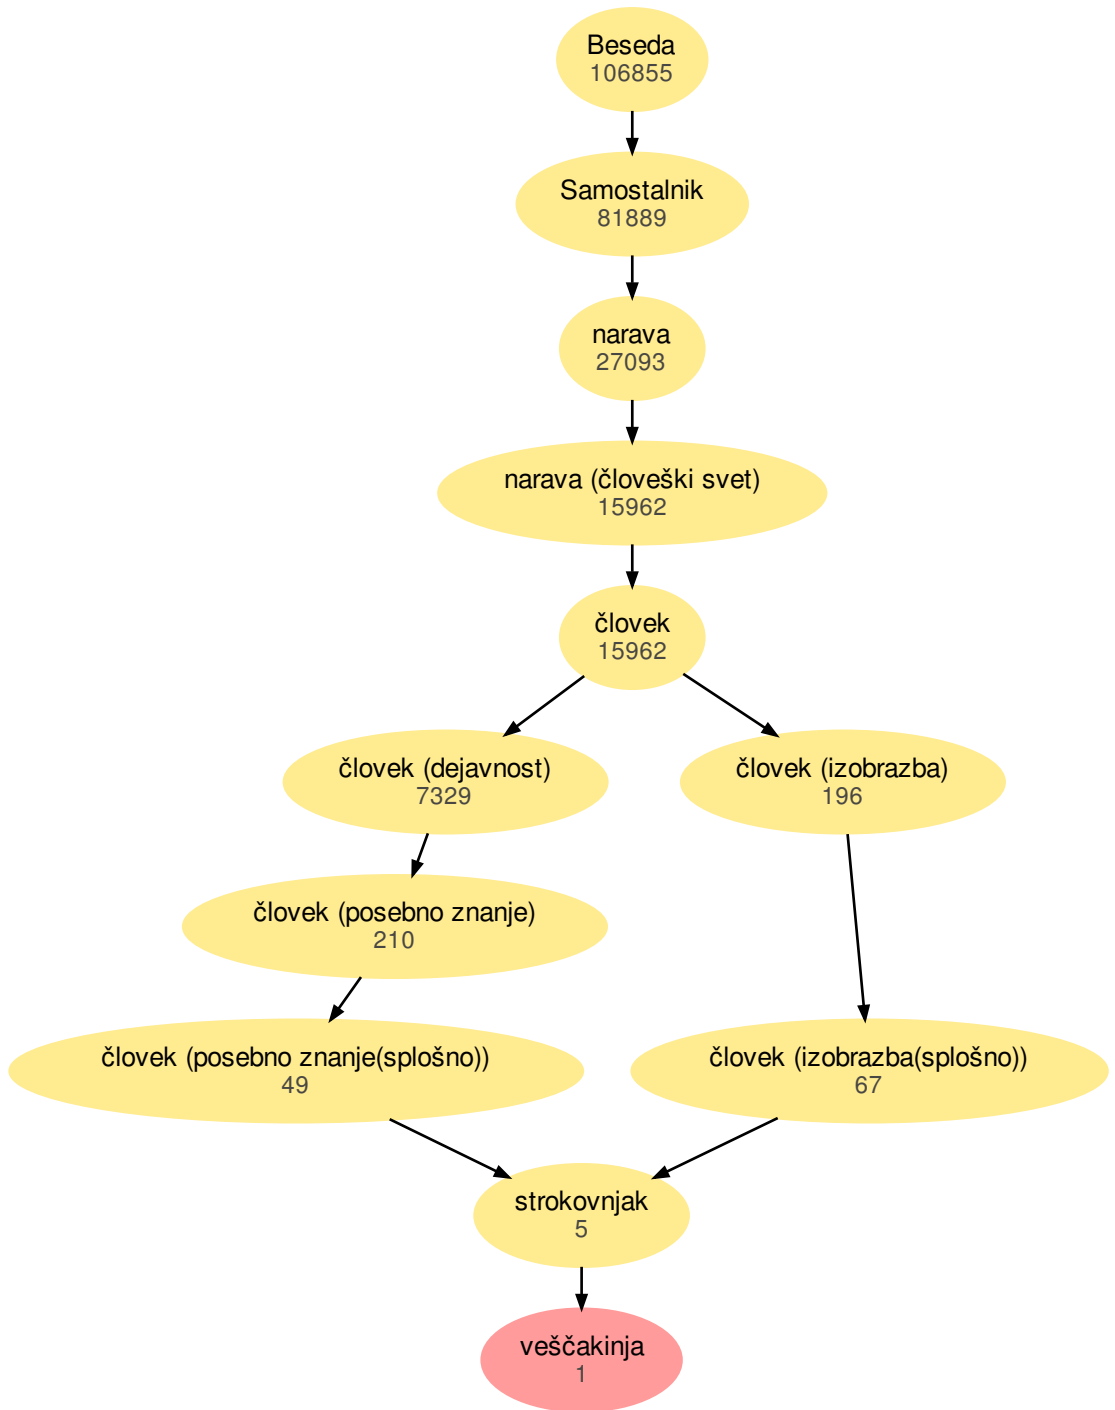 Beseda
106855
Samostalnik
81889
narava
27093
narava (človeški svet)
15962
človek
15962
človek (dejavnost)
7329
človek (izobrazba)
196
človek (posebno znanje)
210
človek (posebno znanje(splošno))
49
človek (izobrazba(splošno))
67
strokovnjak
5
veščakinja
1